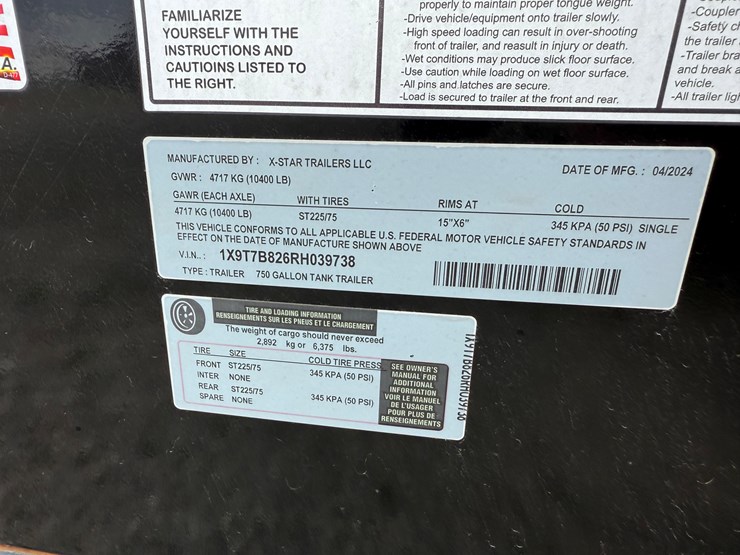 A.
D-477
FAMILIARIZE
YOURSELF WITH THE
INSTRUCTIONS AND
CAUTIOINS LISTED TO
THE RIGHT.
properly to maintain proper tongue weight.
-Drive vehicle/equipment onto trailer slowly.
-High speed loading can result in over-shooting
front of trailer, and reasult in injury or death.
-Wet conditions may produce slick floor surface.
-Use caution while loading on wet floor surface.
-All pins and latches are secure.
-Load is secured to trailer at the front and rear.
-Coupler
-Safety
the trailer
-Trailer
and break a
vehicle.
-All trailer
MANUFACTURED BY : X-STAR TRAILERS LLC
DATE OF MFG. : 04/2024
GVWR : 4717 KG (10400 LB)
GAWR (EACH AXLE) WITH TIRES RIMS AT COLD
4717 KG (10400 LB) ST225/75 15"X6" 345 KPA (50 PSI) SINGLE
THIS VEHICLE CONFORMS TO ALL APPLICABLE U.S. FEDERAL MOTOR VEHICLE SAFETY STANDARDS IN
EFFECT ON THE DATE OF MANUFACTURE SHOWN ABOVE
V.I.N.. : 1X9T7B826RH039738
TYPE : TRAILER 750 GALLON TANK TRAILER
TIRE AND LOADING INFORMATION
RENSEIGNEMENTS SUR LES PNEUS ET LE CHARGEMENT
The weight of cargo should never exceed
2,892 kg or 6,375 lbs.
TIRE SIZE COLD TIRE PRESS
FRONT ST225/75 345 KPA (50 PSI)
INTER NONE
REAR ST225/75 345 KPA (50 PSI)
SPARE NONE
SEE OWNER'S
MANUAL FOR
ADDITIONAL
INFORMATION
VOIR LE MANUEL
DE L'USAGER
POUR PLUS DE
RENSEIGNEMENTS
1X9T7B826RH039738